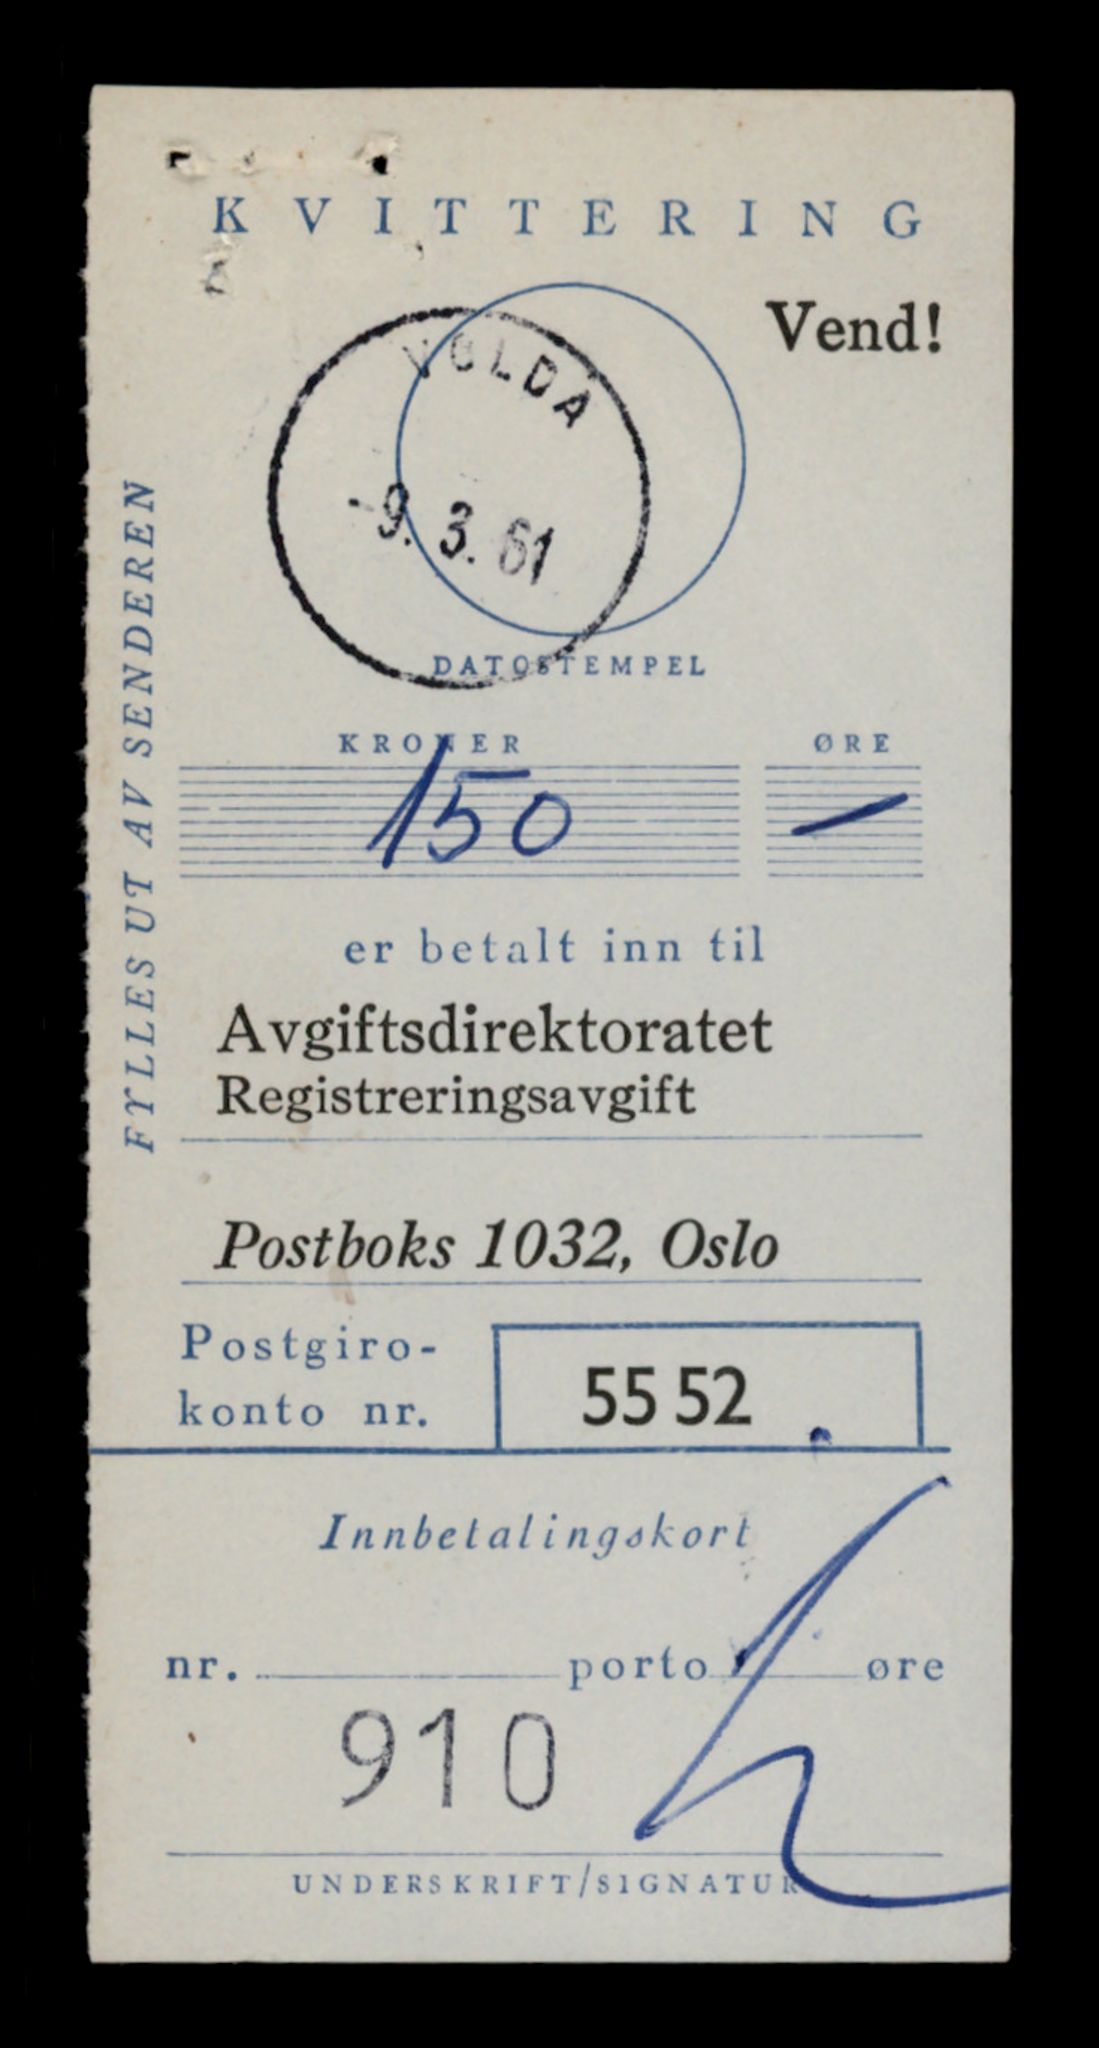 KVITTERING
Vend!
VOLDA
-9. 3. 61
DATOSTEMPEL
FYLLES UT AV SENDEREN
KRONER ØRE
150 —
er betalt inn til
Avgiftsdirektoratet
Registreringsavgift
Postboks 1032, Oslo
Postgiro-
konto nr. 55 52
Innbetalingskort
nr. porto øre
910
UNDERSKRIFT/SIGNATUR